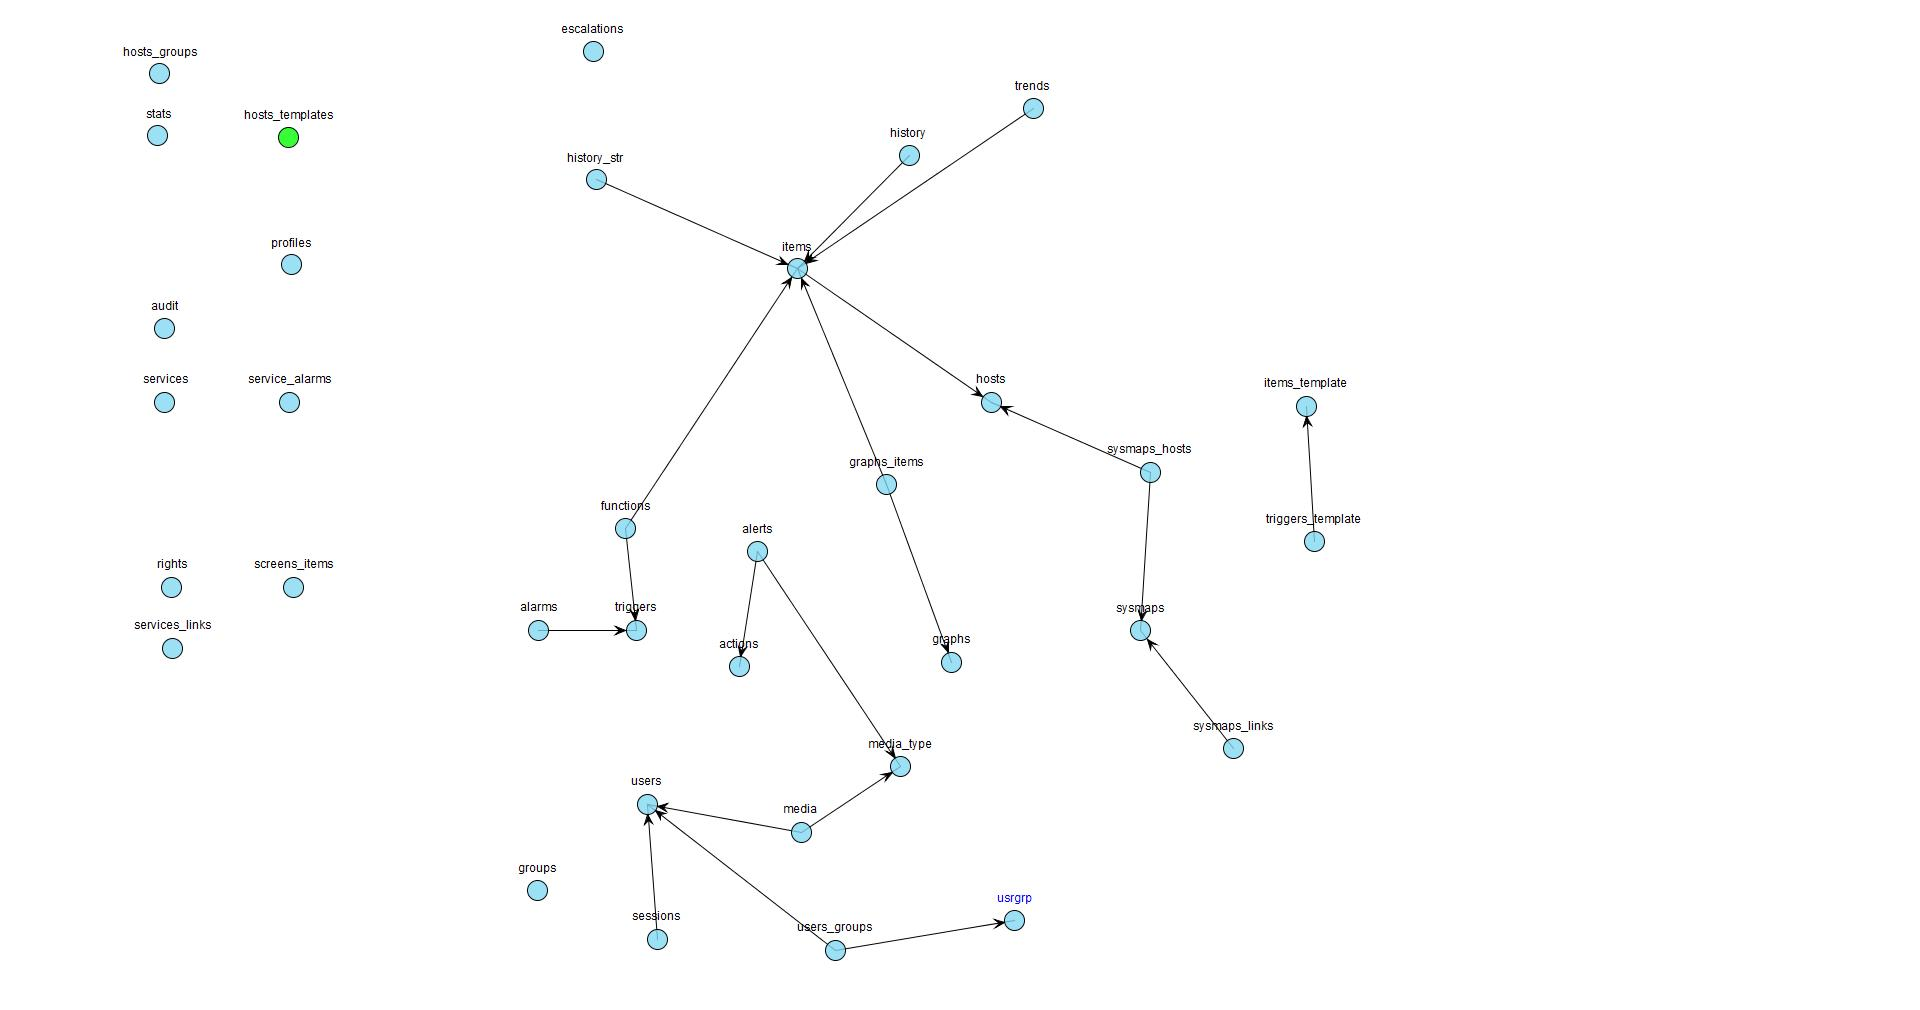 escalations
hosts_groups
trends
stats
hosts_templates
history
history_str
profiles
items
audit
services
service_alarms
hosts
items_template
sysmaps_hosts
graphs_items
functions
triggers_template
alerts
rights
screens_items
alarms
triggers
sysmaps
services_links
actions
graphs
sysmaps_links
media_type
users
media
groups
usrgrp
sessions
users_groups